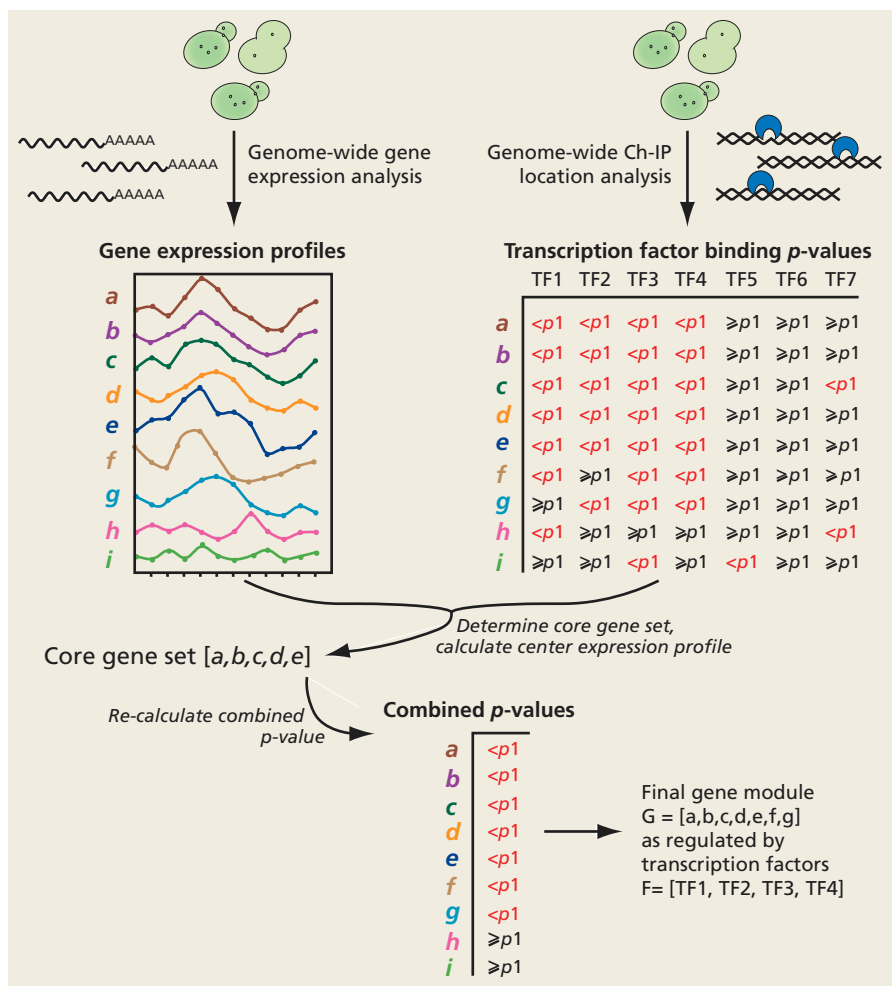 AAAAA
AAAAA
AAAAA
Genome-wide gene
expression analysis
Genome-wide Ch-IP
location analysis
Gene expression profiles
a
b
c
d
e
f
g
h
i
Transcription factor binding p-values
TF1 TF2 TF3 TF4 TF5 TF6 TF7
a <p1 <p1 <p1 <p1 ⩾p1 ⩾p1 ⩾p1
b <p1 <p1 <p1 <p1 ⩾p1 ⩾p1 ⩾p1
c <p1 <p1 <p1 <p1 ⩾p1 ⩾p1 <p1
d <p1 <p1 <p1 <p1 ⩾p1 ⩾p1 ⩾p1
e <p1 <p1 <p1 <p1 ⩾p1 ⩾p1 ⩾p1
f <p1 ⩾p1 <p1 <p1 ⩾p1 ⩾p1 ⩾p1
g ⩾p1 <p1 <p1 <p1 ⩾p1 ⩾p1 ⩾p1
h <p1 ⩾p1 ⩾p1 ⩾p1 ⩾p1 ⩾p1 <p1
i ⩾p1 ⩾p1 <p1 ⩾p1 <p1 ⩾p1 ⩾p1
Determine core gene set,
calculate center expression profile
Core gene set [a,b,c,d,e]
Re-calculate combined
p-value
Combined p-values
a <p1
b <p1
c <p1
d <p1
e <p1
f <p1
g <p1
h ⩾p1
i ⩾p1
Final gene module
G = [a,b,c,d,e,f,g]
as regulated by
transcription factors
F= [TF1, TF2, TF3, TF4]